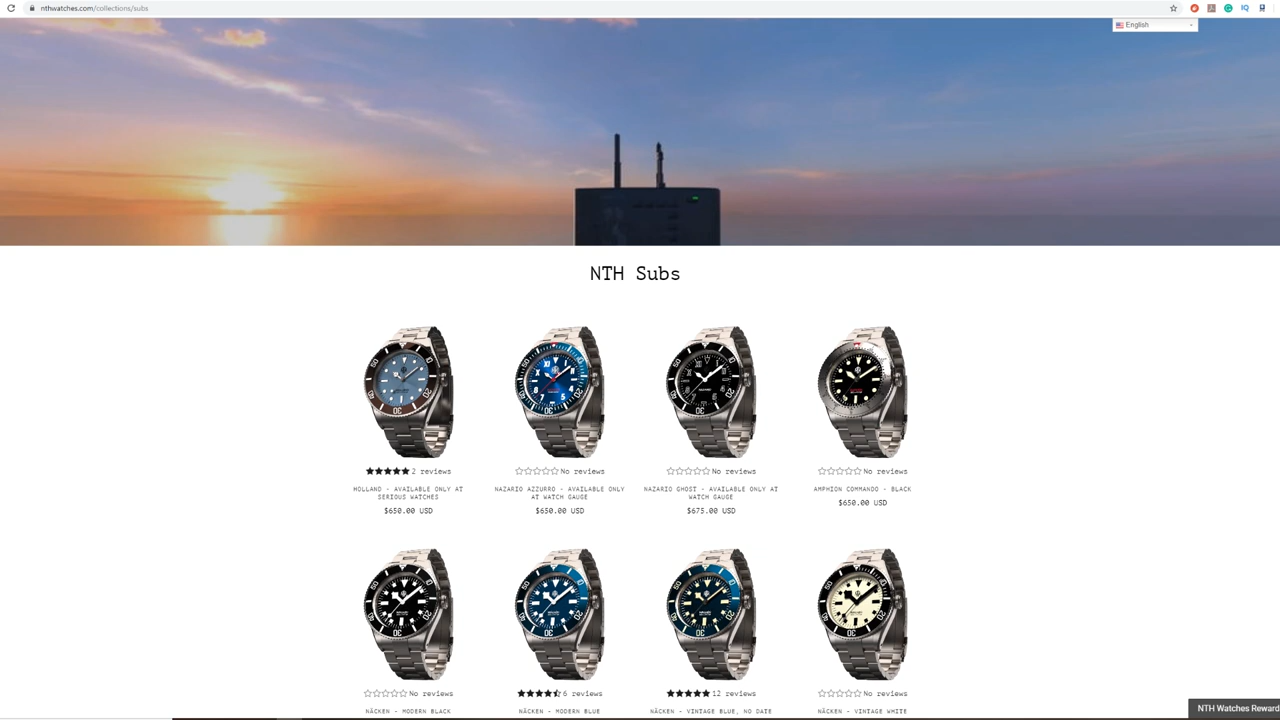 nthwatches.com/collections/subs
English
NTH Subs
2 reviews
No reviews
No reviews
No reviews
HOLLAND - AVAILABLE ONLY AT
SERIOUS WATCHES
NAZARIO AZZURRO - AVAILABLE ONLY
AT WATCH GAUGE
NAZARIO GHOST - AVAILABLE ONLY AT
WATCH GAUGE
AMPHION COMMANDO - BLACK
$650.00 USD
$650.00 USD
$675.00 USD
$650.00 USD
No reviews
6 reviews
12 reviews
No reviews
NÄCKEN - MODERN BLACK
NÄCKEN - MODERN BLUE
NÄCKEN - VINTAGE BLUE, NO DATE
NÄCKEN - VINTAGE WHITE
NTH Watches Reward